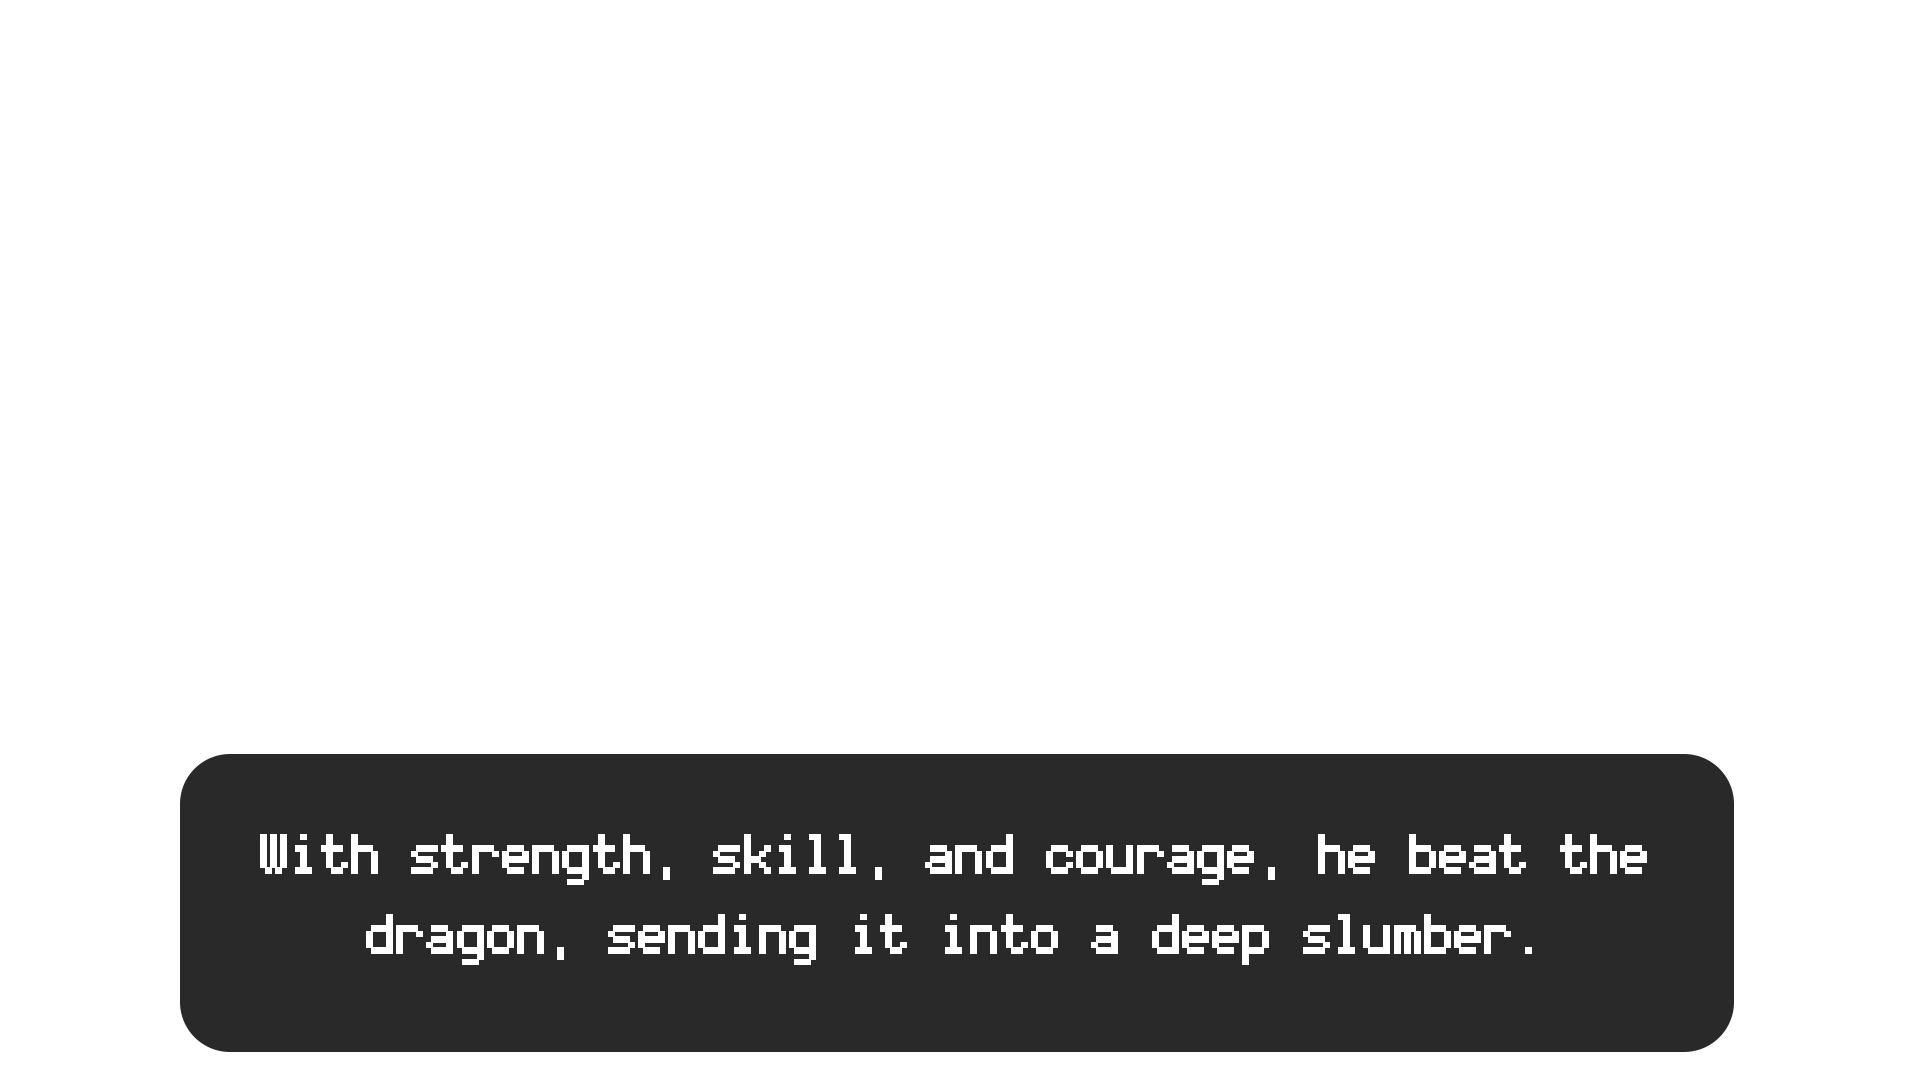 With strength, skill, and courage, he beat the
dragon, sending it into a deep slumber.